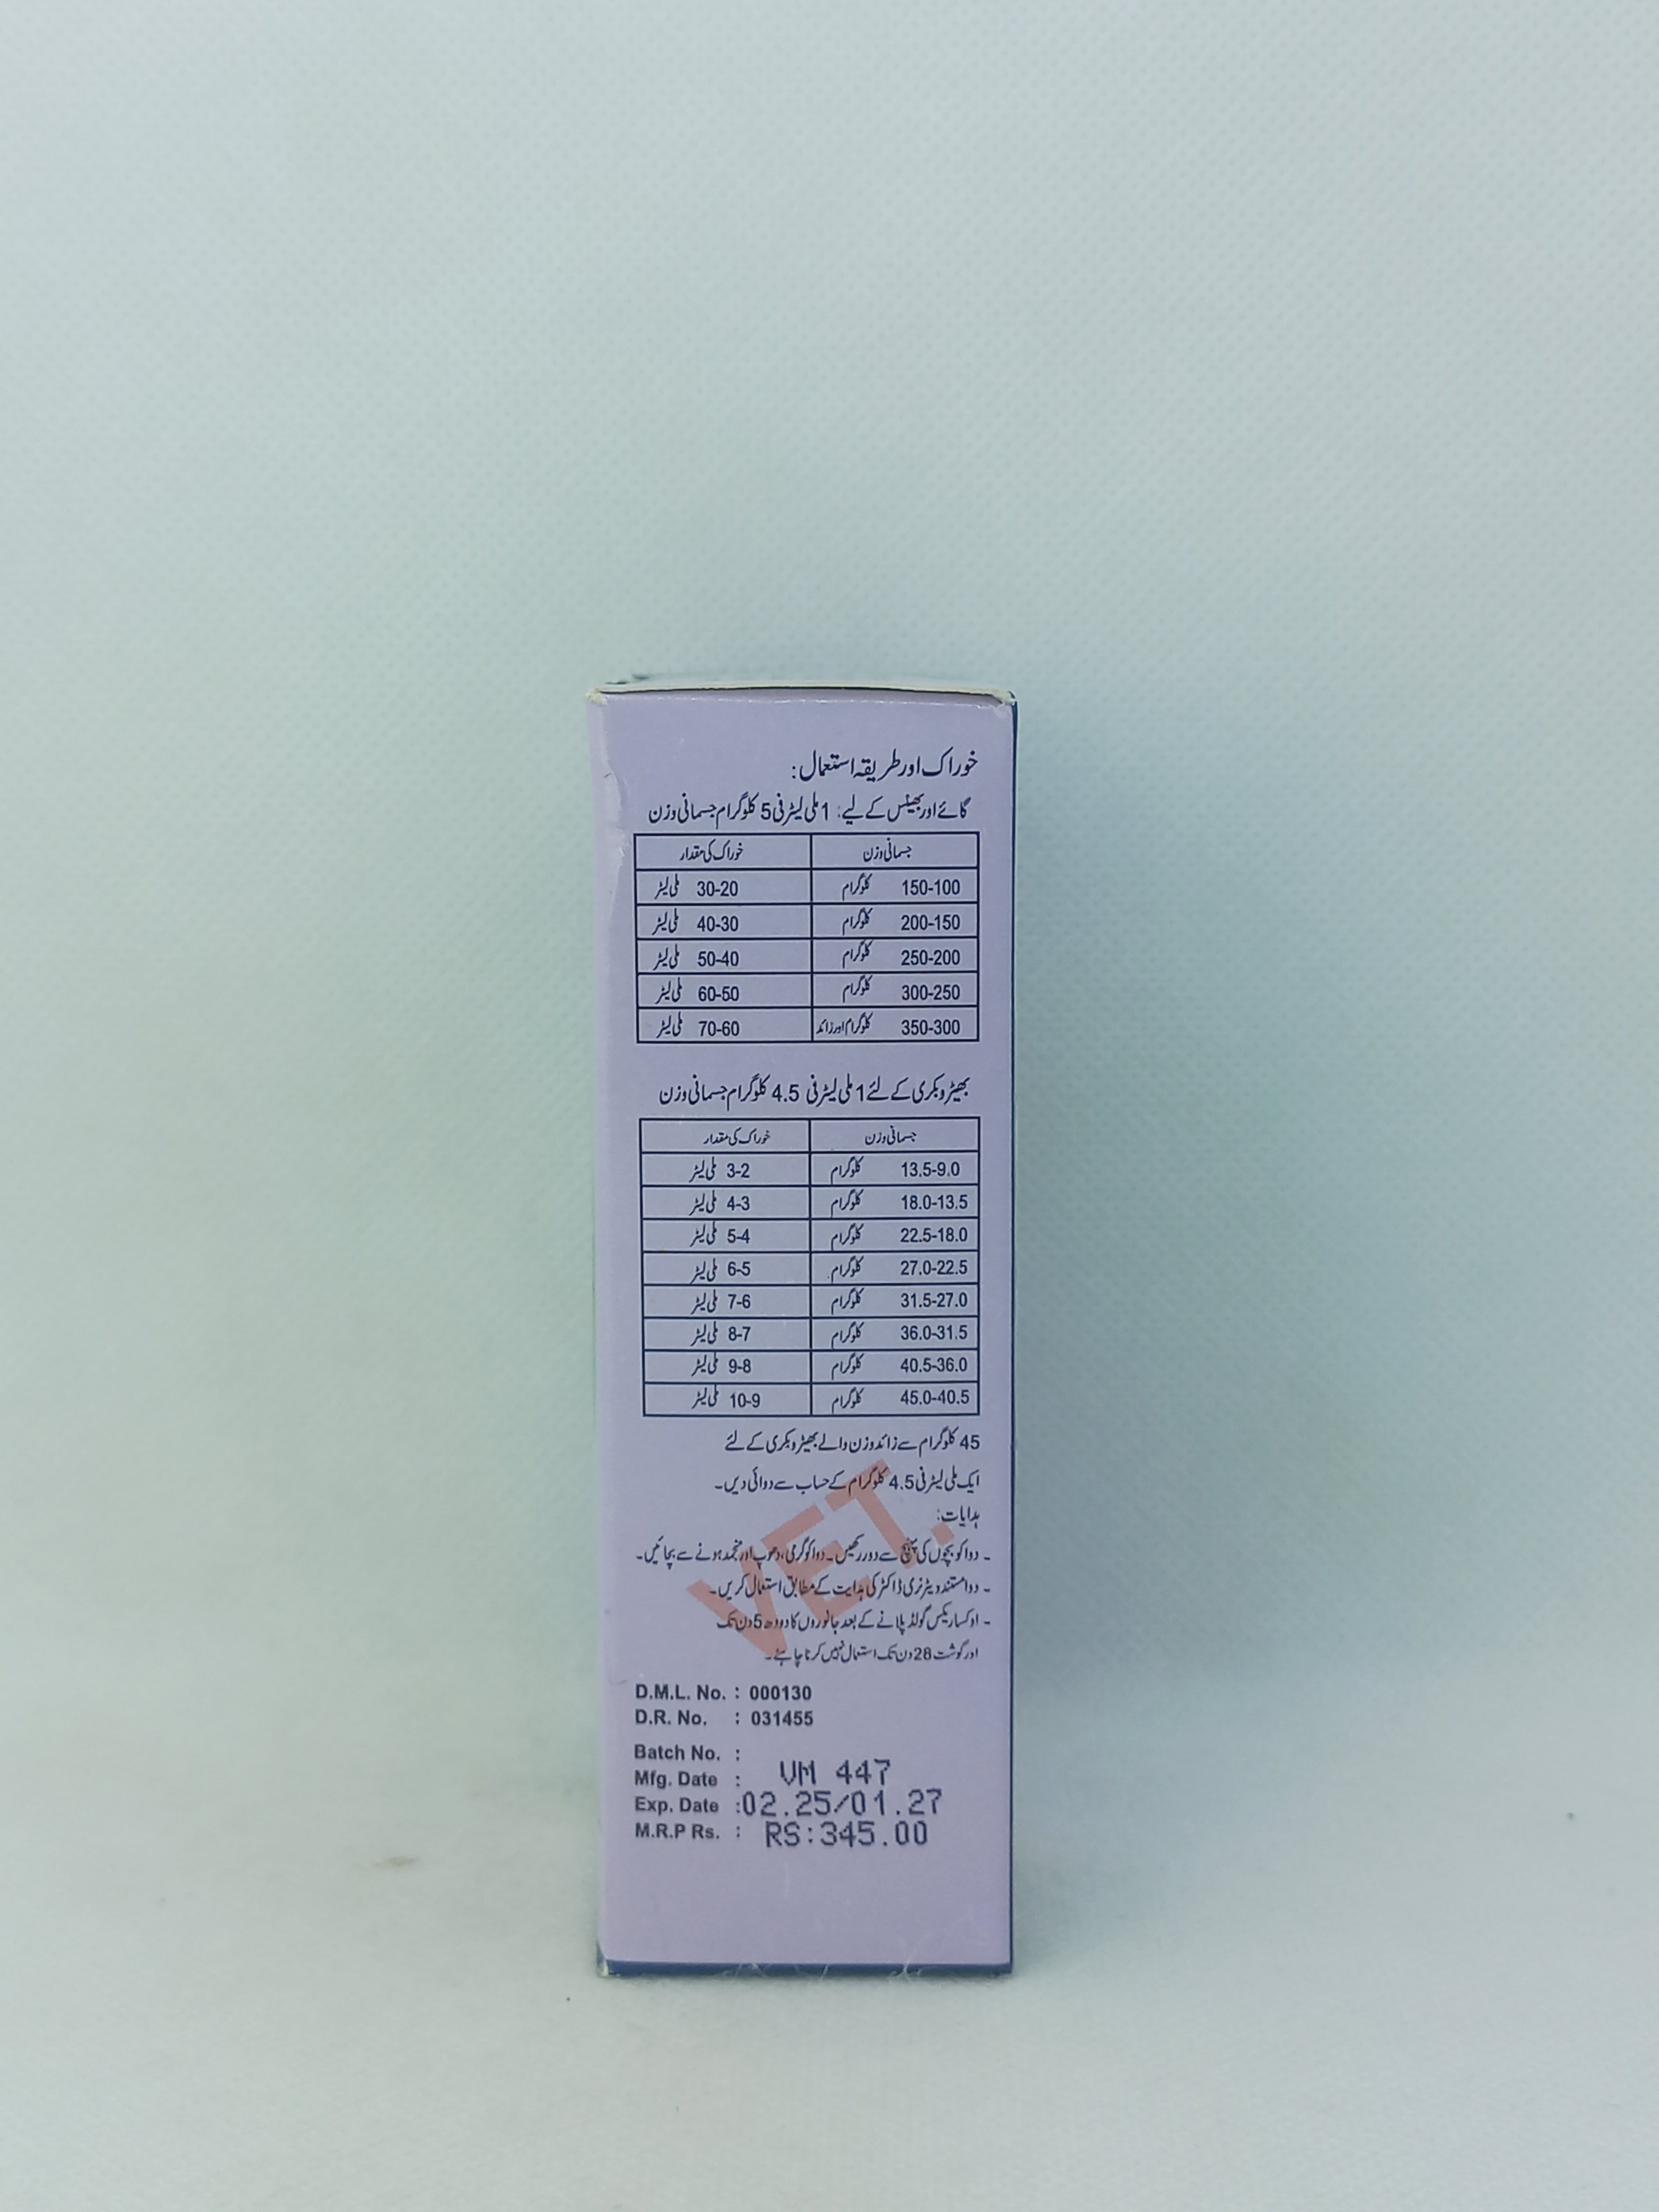 خوراک اور طریقہ استعمال:
گائے اور بھینس کے لیے: 1 ملی لیٹر فی 5 کلوگرام جسمانی وزن
جسمانی وزن خوراک کی مقدار
150-100 کلوگرام 30-20 ملی لیٹر
200-150 کلوگرام 40-30 ملی لیٹر
250-200 کلوگرام 50-40 ملی لیٹر
300-250 کلوگرام 60-50 ملی لیٹر
350-300 کلوگرام اور زائد 70-60 ملی لیٹر
بھیڑ و بکری کے لئے 1 ملی لیٹر فی 4.5 کلوگرام جسمانی وزن
جسمانی وزن خوراک کی مقدار
13.5-9.0 کلوگرام 3-2 ملی لیٹر
18.0-13.5 کلوگرام 4-3 ملی لیٹر
22.5-18.0 کلوگرام 5-4 ملی لیٹر
27.0-22.5 کلوگرام 6-5 ملی لیٹر
31.5-27.0 کلوگرام 7-6 ملی لیٹر
36.0-31.5 کلوگرام 8-7 ملی لیٹر
40.5-36.0 کلوگرام 9-8 ملی لیٹر
45.0-40.5 کلوگرام 10-9 ملی لیٹر
45 کلوگرام سے زائد وزن والے بھیڑ و بکری کے لئے
ایک ملی لیٹر فی 4.5 کلوگرام کے حساب سے دوائی دیں۔
ہدایات:
- دوا کو بچوں کی پہنچ سے دور رکھیں۔ دوا کو گرمی، دھوپ اور منجمد ہونے سے بچائیں۔
- دوا مستند ویٹرنری ڈاکٹر کی ہدایت کے مطابق استعمال کریں۔
- اوکسارییکس گولڈ پلانے کے بعد جانوروں کا دودھ 5 دن تک
اور گوشت 28 دن تک استعمال نہیں کرنا چاہئے۔
VET.
D.M.L. No. : 000130
D.R. No. : 031455
Batch No. :
Mfg. Date : VM 447
Exp. Date : 02.25/01.27
M.R.P Rs. : RS:345.00